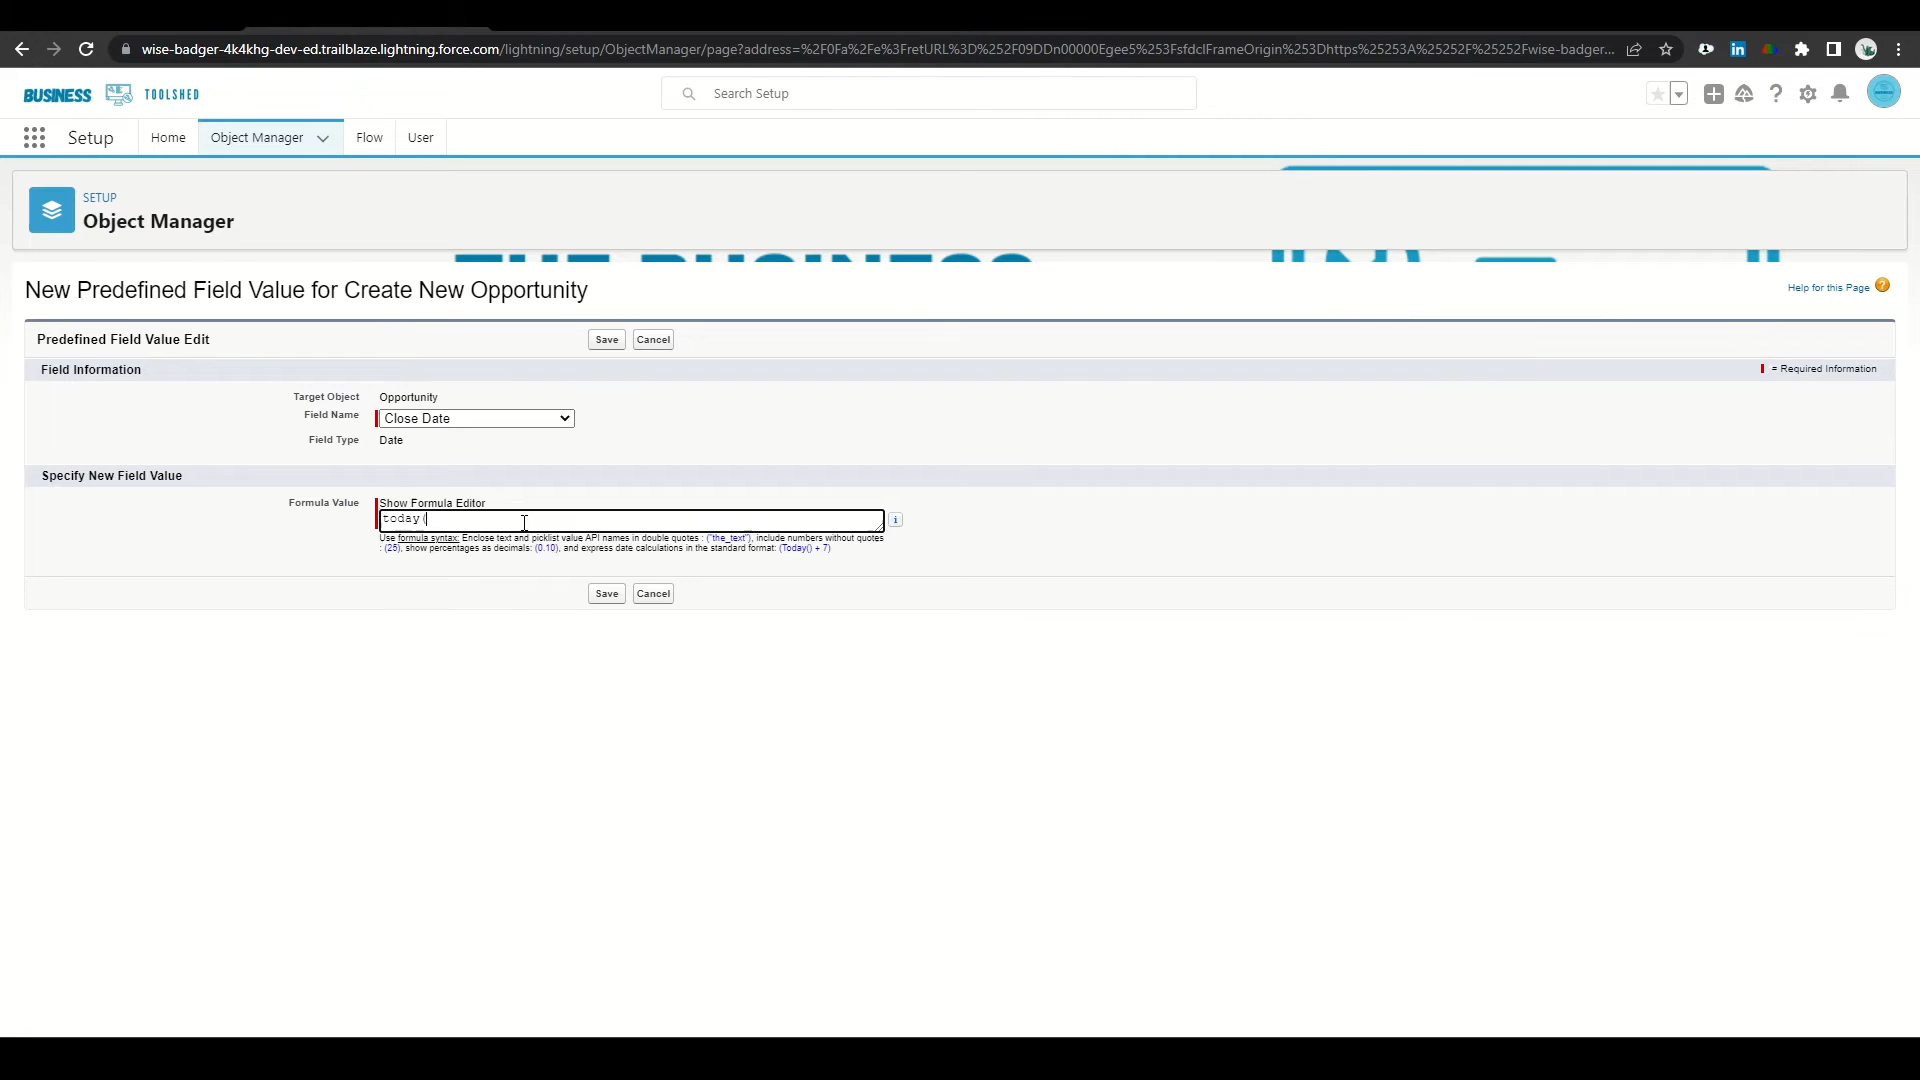 wise-badger-4k4khg-dev-ed.trailblaze.lightning.force.com/lightning/setup/ObjectManager/page?address=%2F0Fa%2Fe%3FretURL%3D%252F09DDn00000Egee5%253FsfdclFrameOrigin%253Dhttps%25253A%25252F%25252Fwise-badger...
BUSINESS TOOLSHED
Search Setup
Setup Home Object Manager Flow User
SETUP
Object Manager
New Predefined Field Value for Create New Opportunity
Help for this Page
Predefined Field Value Edit Save Cancel
Field Information = Required Information
Target Object Opportunity
Field Name Close Date
Field Type Date
Specify New Field Value
Formula Value Show Formula Editor
today(
Use formula syntax: Enclose text and picklist value API names in double quotes : ("the_text"), include numbers without quotes
: (25), show percentages as decimals: (0.10), and express date calculations in the standard format: (Today() + 7)
Save Cancel